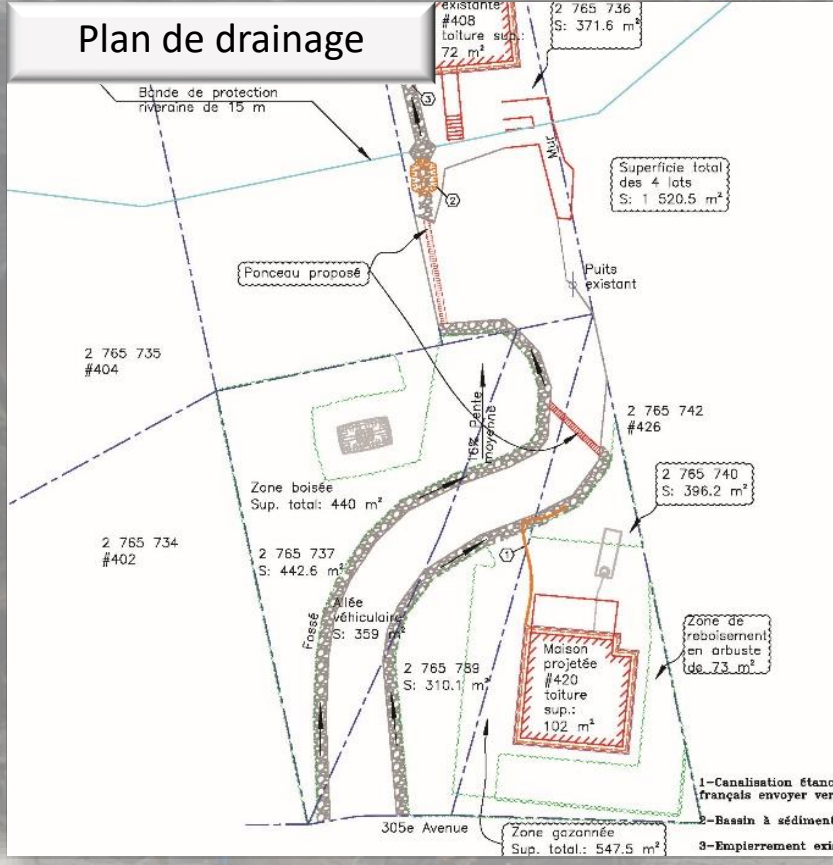 Plan de drainage
existante
#408
toiture sup.:
72 m²
2 765 736
S: 371.6 m²
Bande de protection
riveraine de 15 m
3
Mur
Superficie total
des 4 lots
S: 1 520.5 m²
2
Ponceau proposé
Puits
existant
2 765 735
#404
16% Pente
moyenne
2 765 742
#426
Zone boisée
Sup. total: 440 m²
2 765 740
S: 396.2 m²
2 765 734
#402
2 765 737
S: 442.6 m²
1
Fossé
Allée
véhiculaire
S: 359 m²
Zone de
reboisement
en arbuste
de 73 m²
Maison
projetée
#420
toiture
sup.:
102 m²
2 765 789
S: 310.1 m²
1-Canalisation étanc
français envoyer ver
2-Bassin à sédiment
3-Empierrement exi
305e Avenue
Zone gazonnée
Sup. total.: 547.5 m²